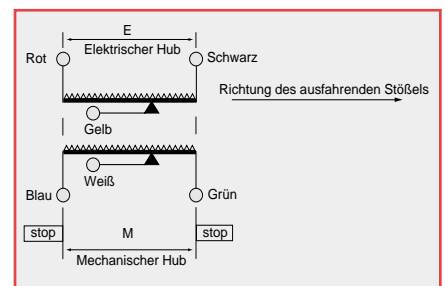 E
Elektrischer Hub
Rot
Schwarz
Richtung des ausfahrenden Stößels
Gelb
Weiß
Blau
Grün
stop
M
stop
Mechanischer Hub